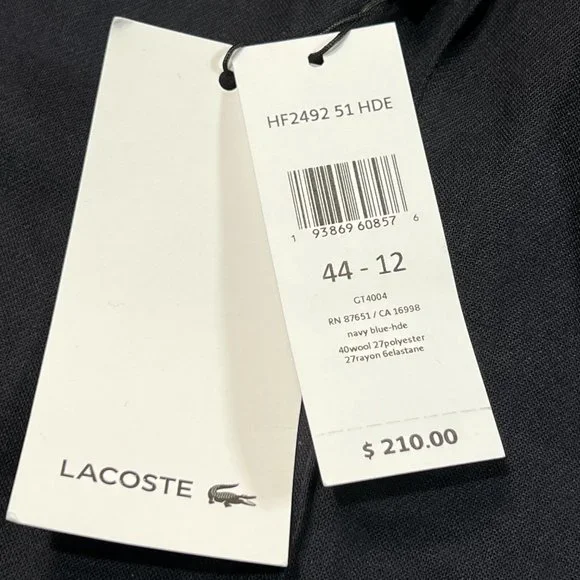 LACOSTE
HF2492 51 HDE
1 93869 60857 6
44 - 12
GT4004
RN 87651 / CA 16998
navy blue-hde
40wool 27polyester
27rayon 6elastane
$ 210.00